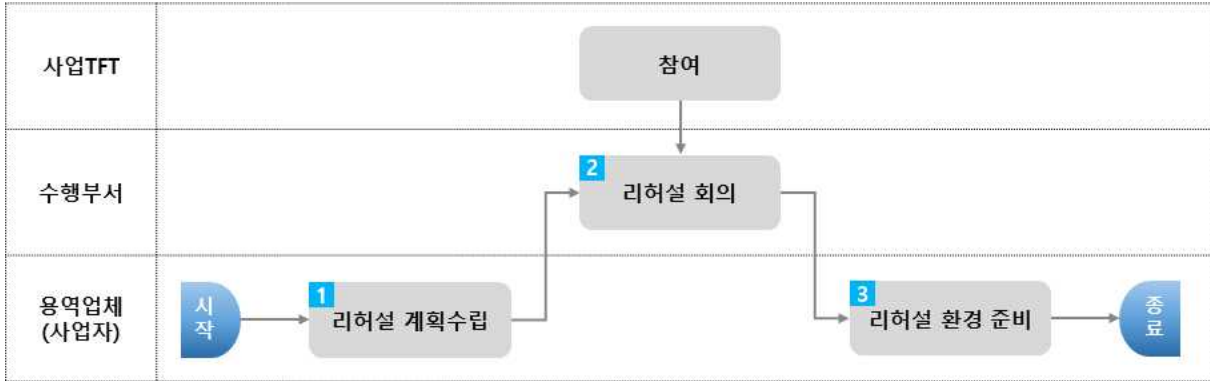 사업TFT
참여
수행부서
2
리허설 회의
용역업체
(사업자)
시
작
1
리허설 계획수립
3
리허설 환경 준비
종
료